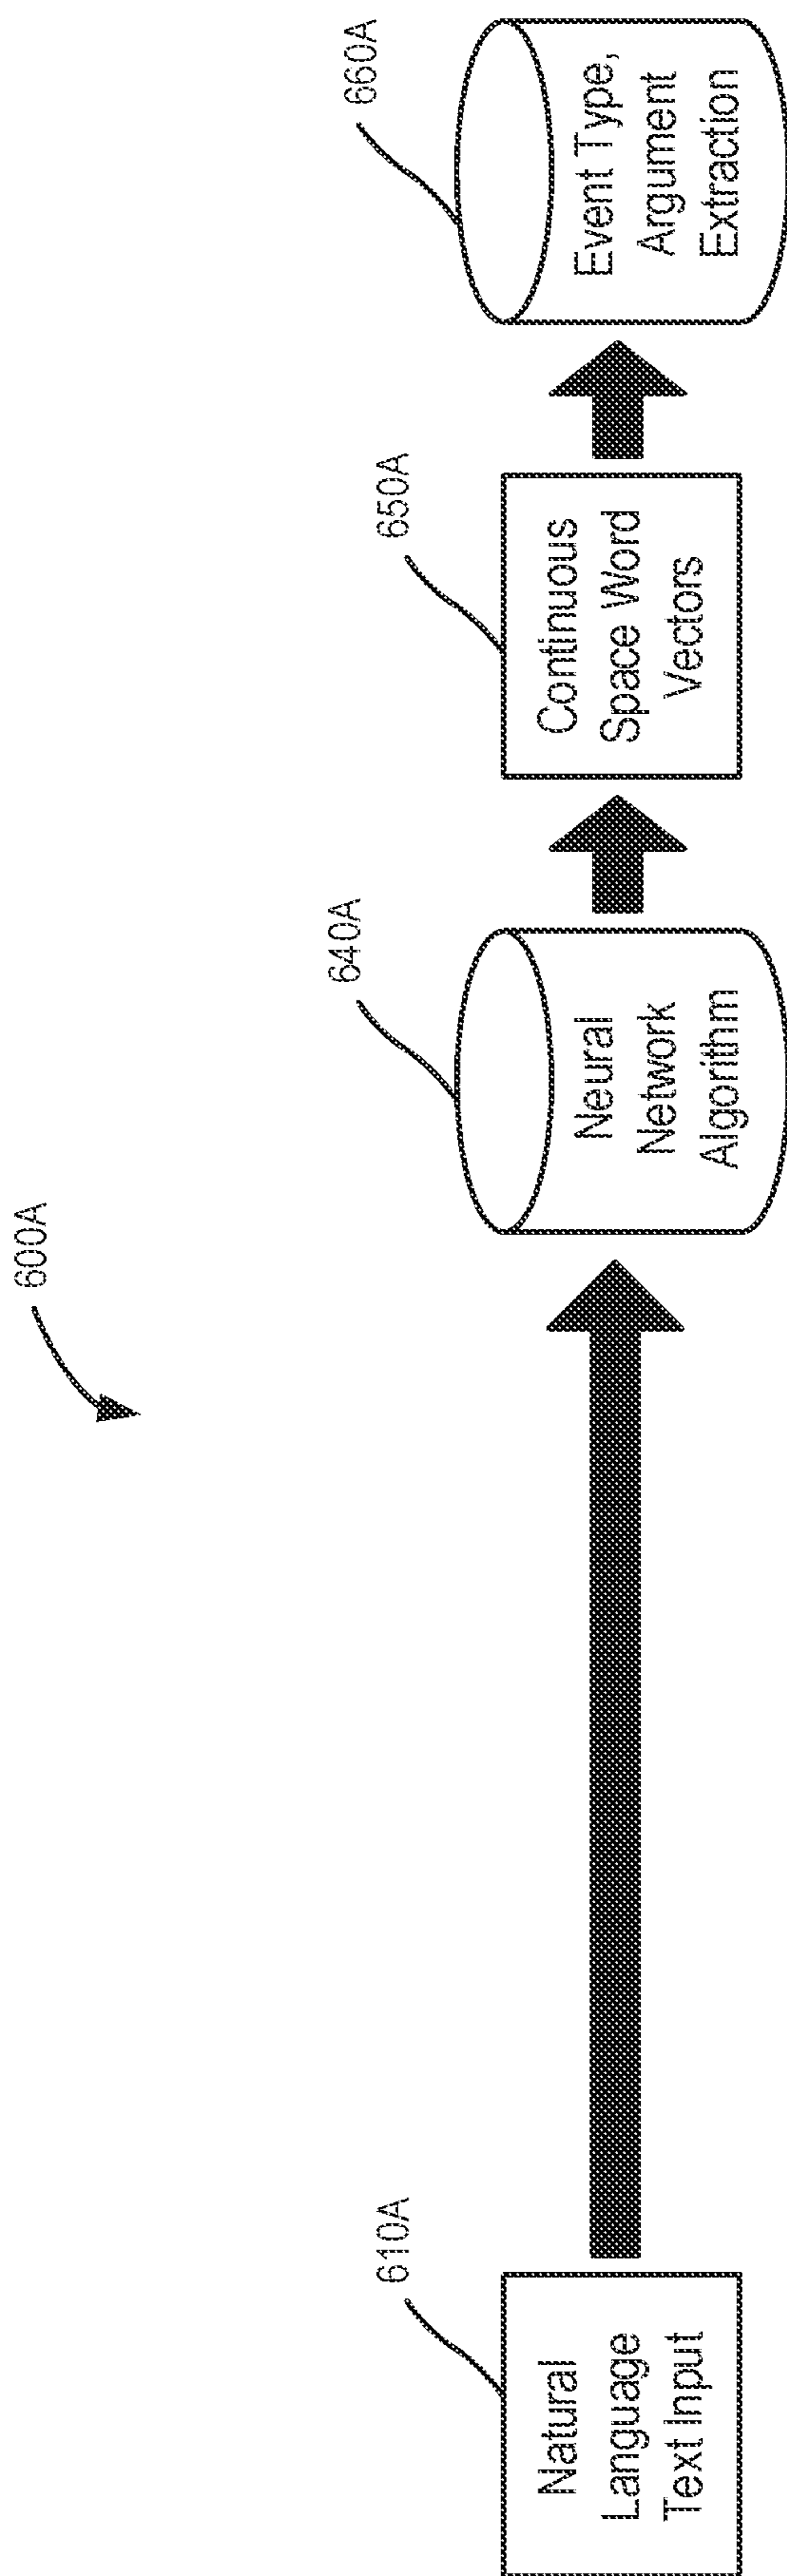 600A
610A
Natural
Language
Text Input
640A
Neural
Network
Algorithm
650A
Continuous
Space Word
Vectors
660A
Event Type,
Argument
Extraction